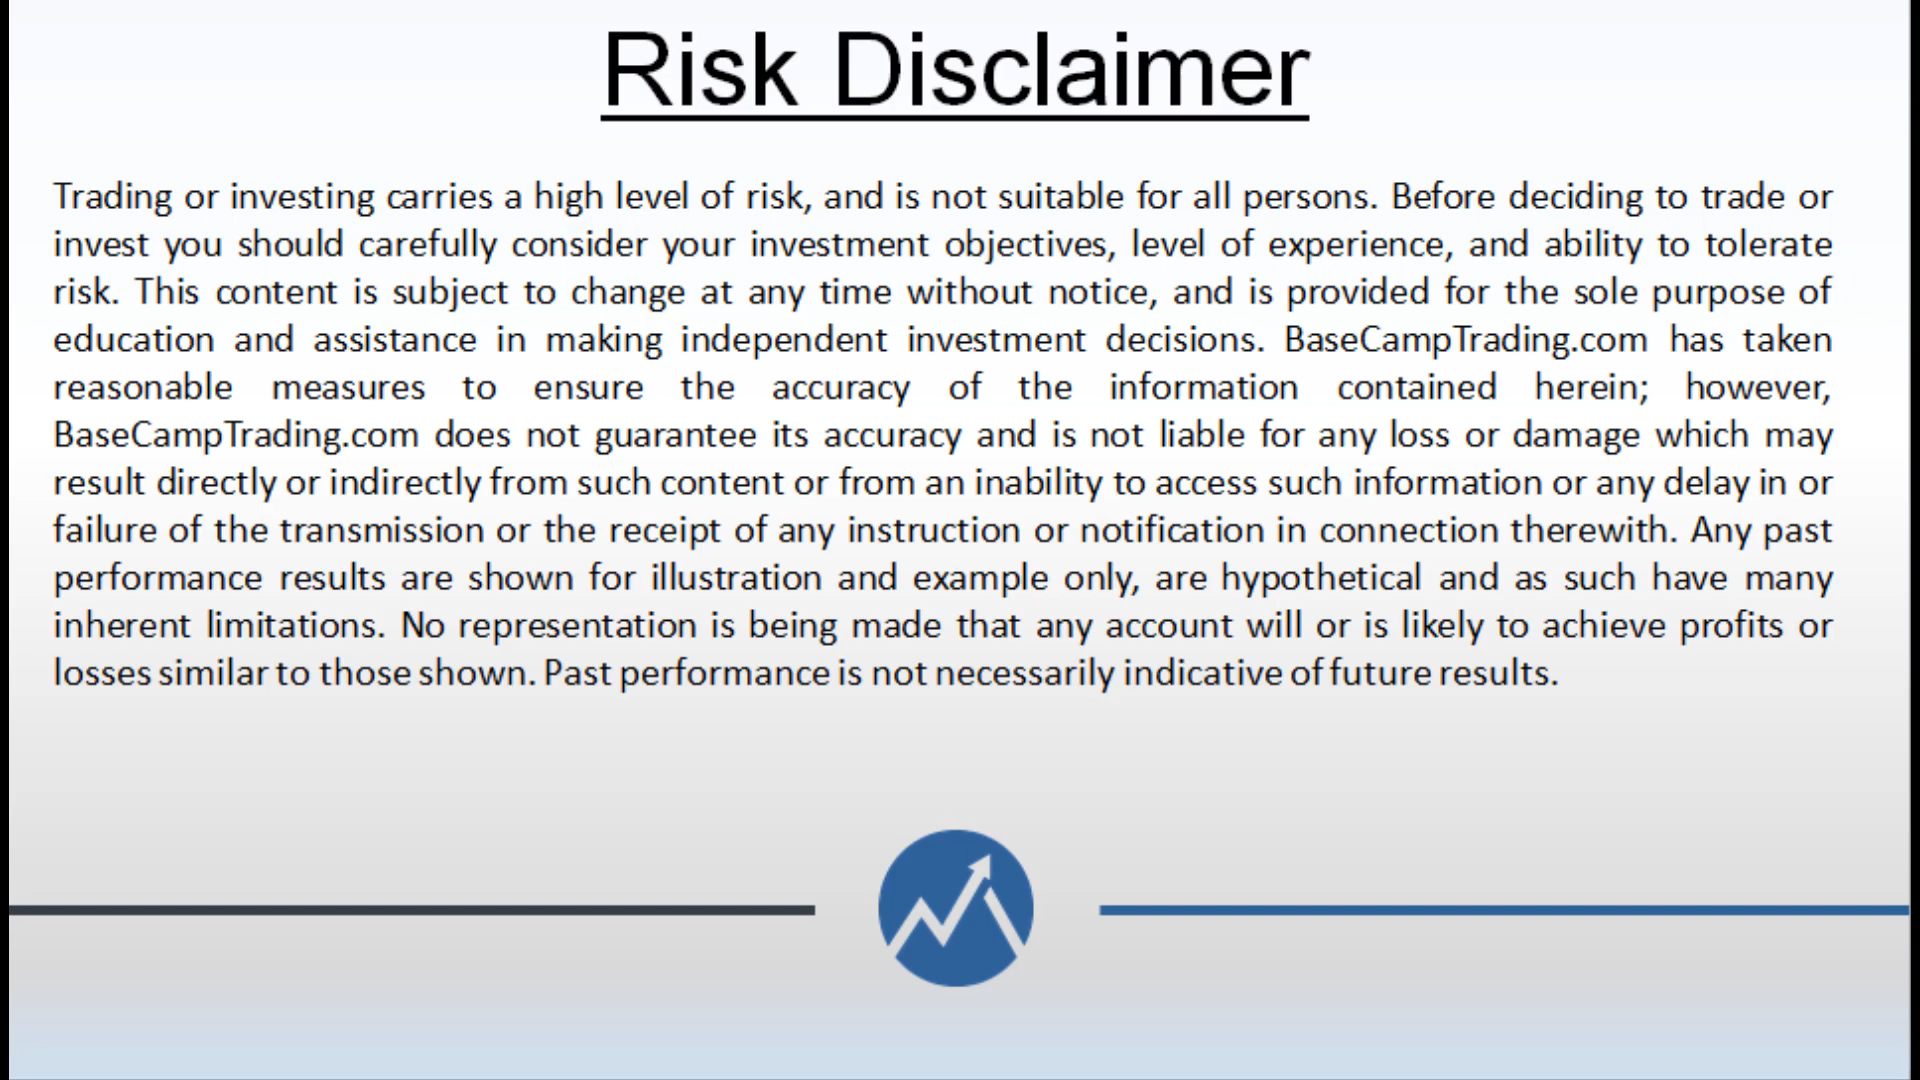 Risk Disclaimer
Trading or investing carries a high level of risk, and is not suitable for all persons. Before deciding to trade or
invest you should carefully consider your investment objectives, level of experience, and ability to tolerate
risk. This content is subject to change at any time without notice, and is provided for the sole purpose of
education and assistance in making independent investment decisions. BaseCampTrading.com has taken
reasonable measures to ensure the accuracy of the information contained herein; however,
BaseCampTrading.com does not guarantee its accuracy and is not liable for any loss or damage which may
result directly or indirectly from such content or from an inability to access such information or any delay in or
failure of the transmission or the receipt of any instruction or notification in connection therewith. Any past
performance results are shown for illustration and example only, are hypothetical and as such have many
inherent limitations. No representation is being made that any account will or is likely to achieve profits or
losses similar to those shown. Past performance is not necessarily indicative of future results.